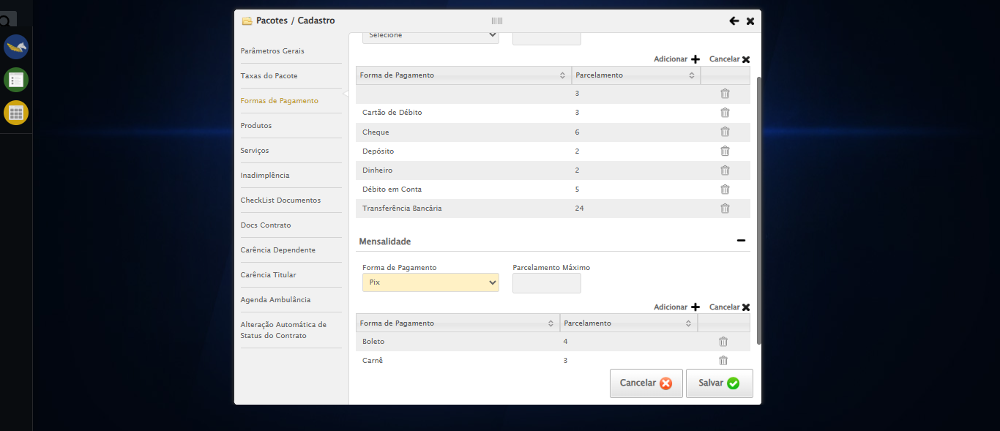 Pacotes / Cadastro
Parâmetros Gerais
Taxas do Pacote
Formas de Pagamento
Produtos
Serviços
Inadimplência
CheckList Documentos
Docs Contrato
Carência Dependente
Carência Titular
Agenda Ambulância
Alteração Automática de
Status do Contrato
Selecione
Adicionar Cancelar
Forma de Pagamento Parcelamento
3
Cartão de Débito 3
Cheque 6
Depósito 2
Dinheiro 2
Débito em Conta 5
Transferência Bancária 24
Mensalidade
Forma de Pagamento Parcelamento Máximo
Pix
Adicionar Cancelar
Forma de Pagamento Parcelamento
Boleto 4
Carnê 3
Cancelar Salvar